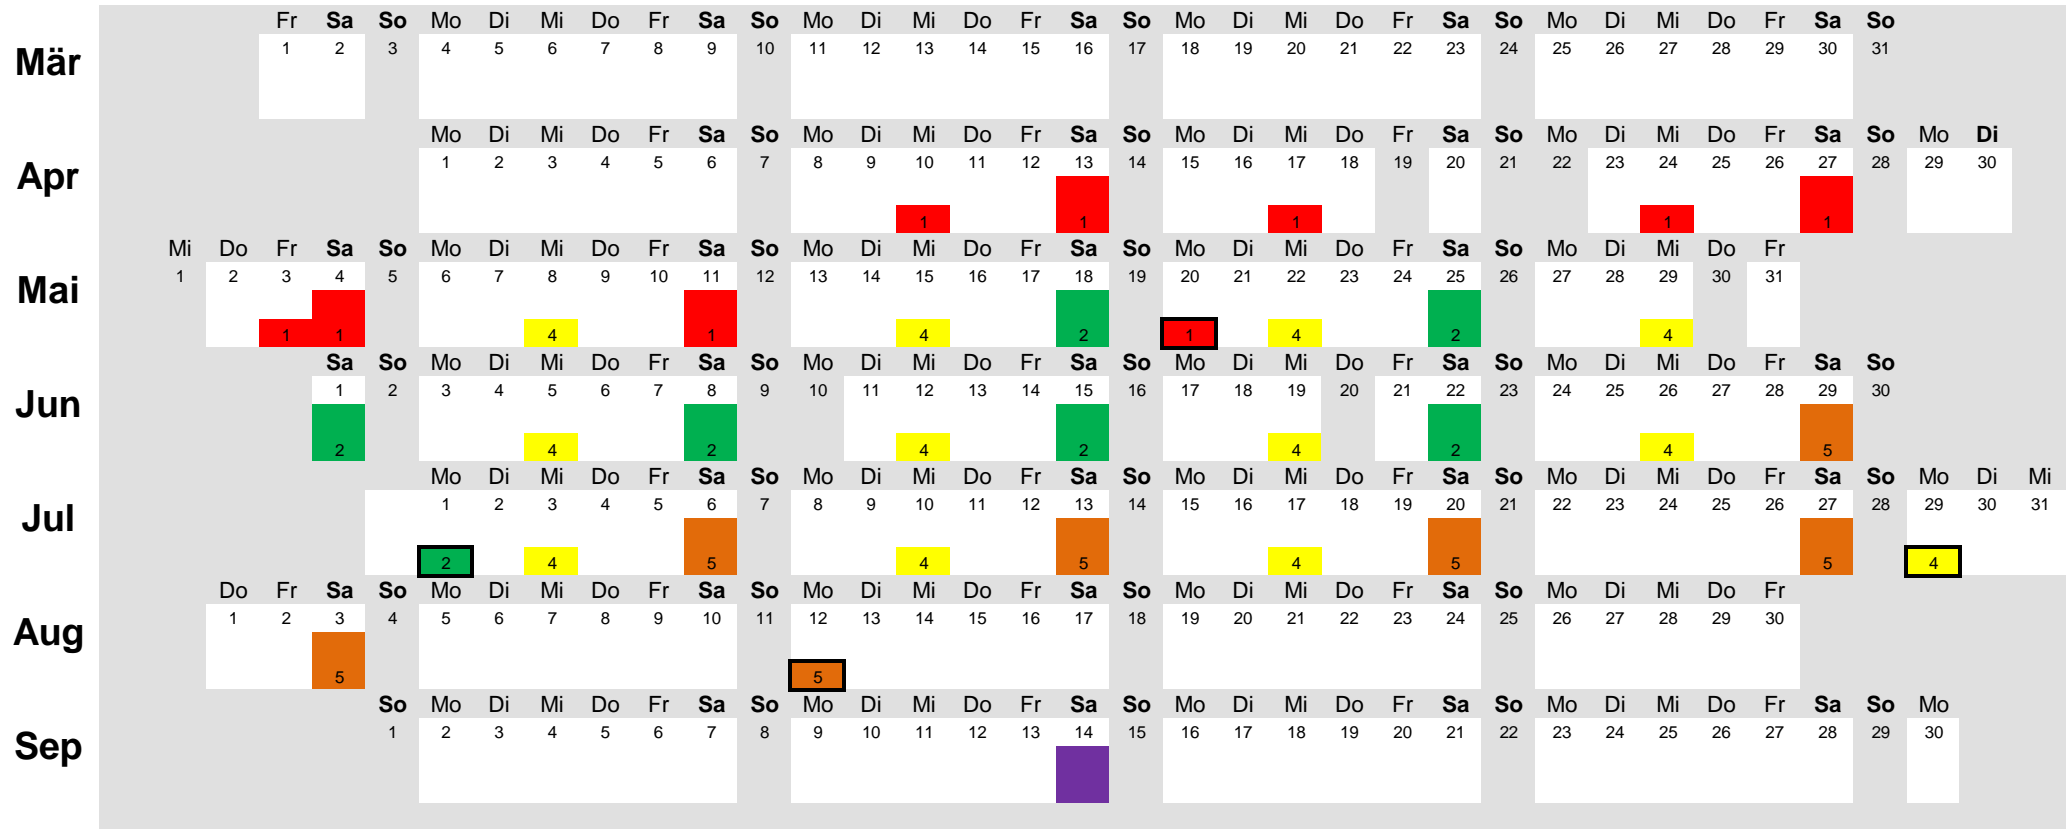 Fr Sa So Mo Di Mi Do Fr Sa So Mo Di Mi Do Fr Sa So Mo Di Mi Do Fr Sa So Mo Di Mi Do Fr Sa So
Mär 1 2 3 4 5 6 7 8 9 10 11 12 13 14 15 16 17 18 19 20 21 22 23 24 25 26 27 28 29 30 31
Mo Di Mi Do Fr Sa So Mo Di Mi Do Fr Sa So Mo Di Mi Do Fr Sa So Mo Di Mi Do Fr Sa So Mo Di
Apr 1 2 3 4 5 6 7 8 9 10 11 12 13 14 15 16 17 18 19 20 21 22 23 24 25 26 27 28 29 30
1 1 1 1 1
Mi Do Fr Sa So Mo Di Mi Do Fr Sa So Mo Di Mi Do Fr Sa So Mo Di Mi Do Fr Sa So Mo Di Mi Do Fr
Mai 1 2 3 4 5 6 7 8 9 10 11 12 13 14 15 16 17 18 19 20 21 22 23 24 25 26 27 28 29 30 31
1 1 4 1 4 2 1 4 2 4
Sa So Mo Di Mi Do Fr Sa So Mo Di Mi Do Fr Sa So Mo Di Mi Do Fr Sa So Mo Di Mi Do Fr Sa So
Jun 1 2 3 4 5 6 7 8 9 10 11 12 13 14 15 16 17 18 19 20 21 22 23 24 25 26 27 28 29 30
2 4 2 4 2 4 2 4 5
Mo Di Mi Do Fr Sa So Mo Di Mi Do Fr Sa So Mo Di Mi Do Fr Sa So Mo Di Mi Do Fr Sa So Mo Di Mi
Jul 1 2 3 4 5 6 7 8 9 10 11 12 13 14 15 16 17 18 19 20 21 22 23 24 25 26 27 28 29 30 31
2 4 5 4 5 4 5 5 4
Do Fr Sa So Mo Di Mi Do Fr Sa So Mo Di Mi Do Fr Sa So Mo Di Mi Do Fr Sa So Mo Di Mi Do Fr
Aug 1 2 3 4 5 6 7 8 9 10 11 12 13 14 15 16 17 18 19 20 21 22 23 24 25 26 27 28 29 30
5 5
So Mo Di Mi Do Fr Sa So Mo Di Mi Do Fr Sa So Mo Di Mi Do Fr Sa So Mo Di Mi Do Fr Sa So Mo
Sep 1 2 3 4 5 6 7 8 9 10 11 12 13 14 15 16 17 18 19 20 21 22 23 24 25 26 27 28 29 30